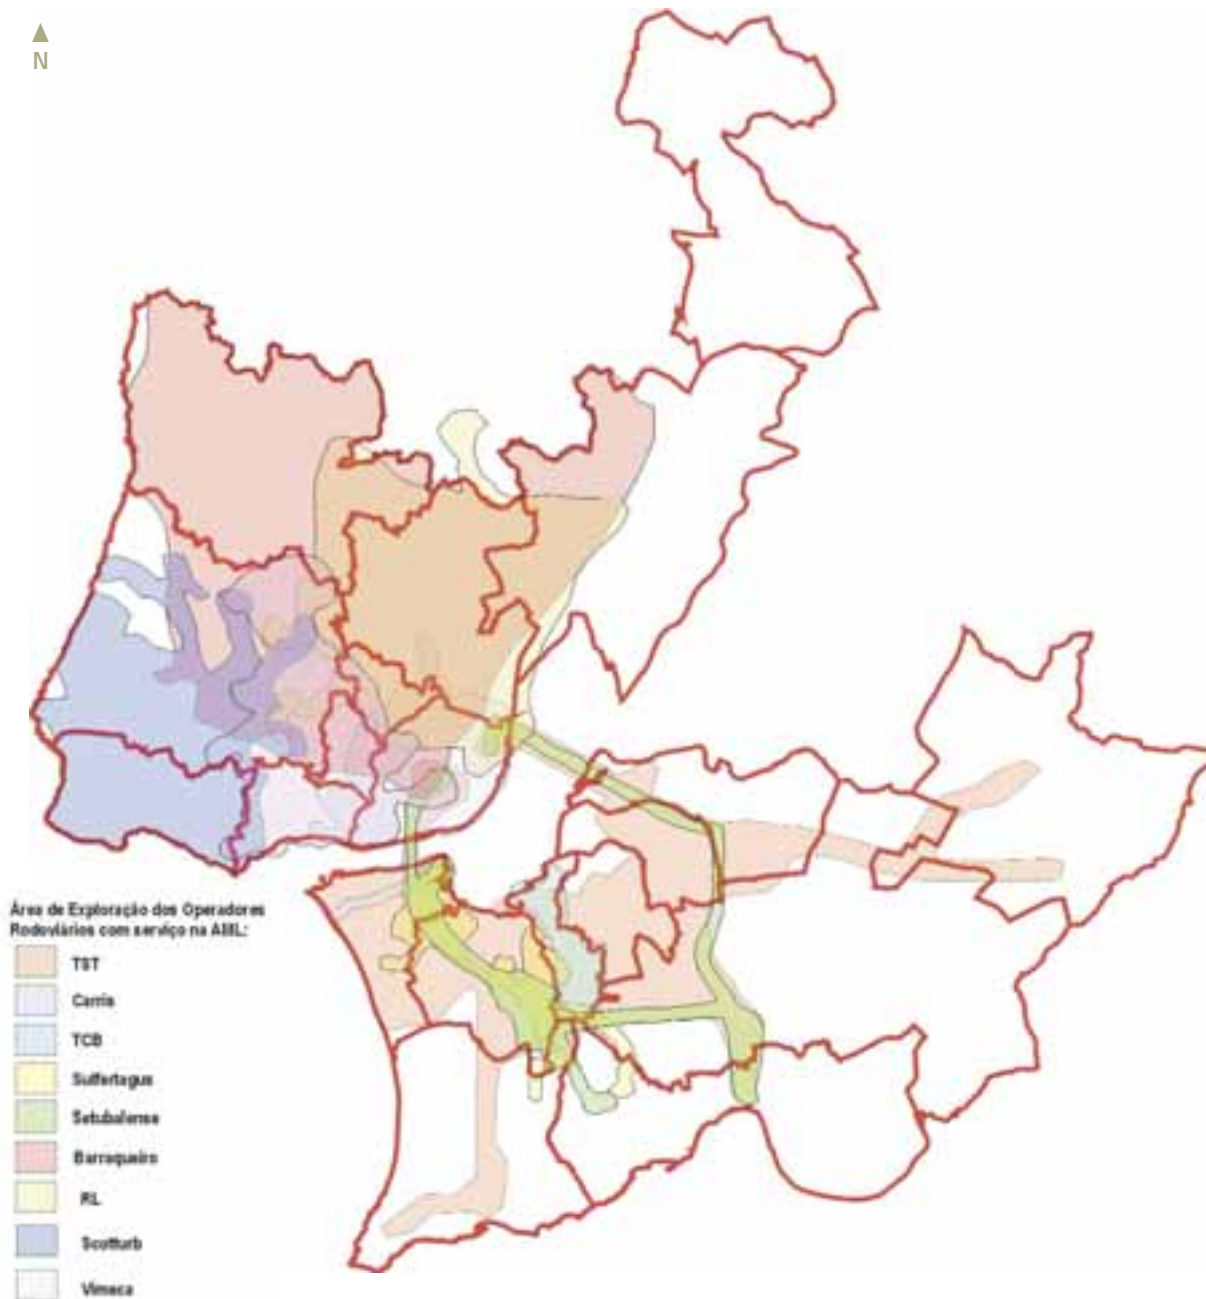 N
Área de Exploração dos Operadores
Rodoviários com serviço na AML:
TST
Carris
TCB
Sulfertagus
Setubalense
Barraqueiro
RL
Scotturb
Vimeca